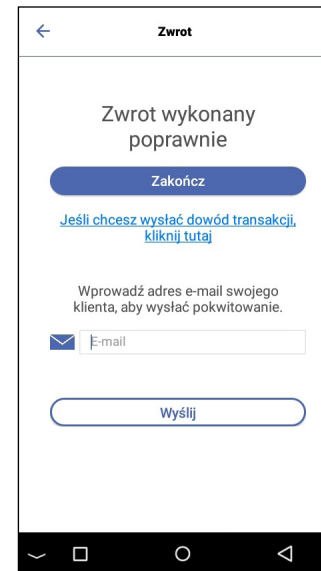 Zwrot
Zwrot wykonany
poprawnie
Zakończ
Jeśli chcesz wysłać dowód transakcji,
kliknij tutaj
Wprowadź adres e-mail swojego
klienta, aby wysłać pokwitowanie.
E-mail
Wyślij